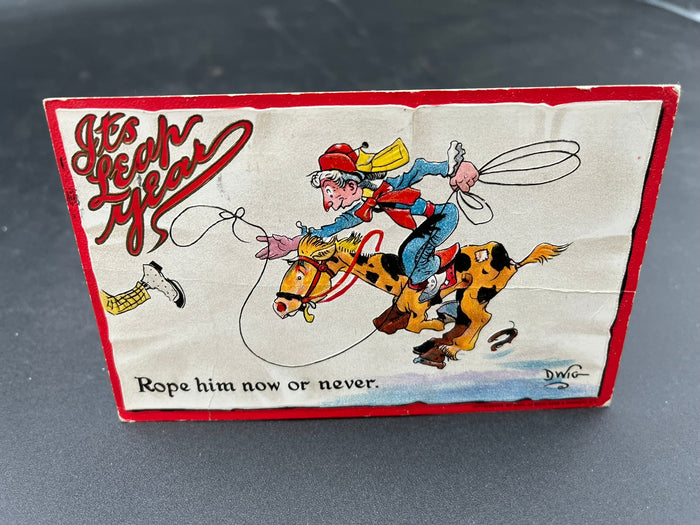 Its
Leap
Year
Rope him now or never.
DWIG